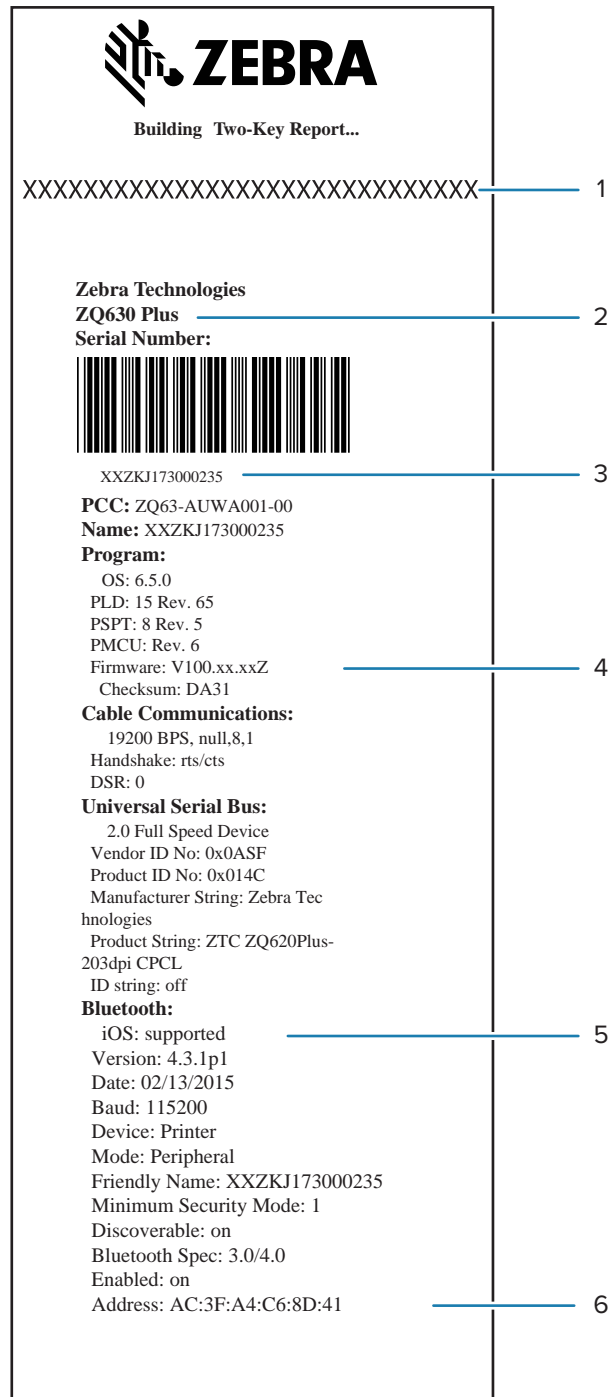 ZEBRA
Building Two-Key Report...
XXXXXXXXXXXXXXXXXXXXXXXXXXXXXX 1
Zebra Technologies
ZQ630 Plus 2
Serial Number:
XXZKJ173000235 3
PCC: ZQ63-AUWA001-00
Name: XXZKJ173000235
Program:
OS: 6.5.0
PLD: 15 Rev. 65
PSPT: 8 Rev. 5
PMCU: Rev. 6
Firmware: V100.xx.xxZ 4
Checksum: DA31
Cable Communications:
19200 BPS, null,8,1
Handshake: rts/cts
DSR: 0
Universal Serial Bus:
2.0 Full Speed Device
Vendor ID No: 0x0ASF
Product ID No: 0x014C
Manufacturer String: Zebra Tec
hnologies
Product String: ZTC ZQ620Plus-
203dpi CPCL
ID string: off
Bluetooth:
iOS: supported 5
Version: 4.3.1p1
Date: 02/13/2015
Baud: 115200
Device: Printer
Mode: Peripheral
Friendly Name: XXZKJ173000235
Minimum Security Mode: 1
Discoverable: on
Bluetooth Spec: 3.0/4.0
Enabled: on
Address: AC:3F:A4:C6:8D:41 6